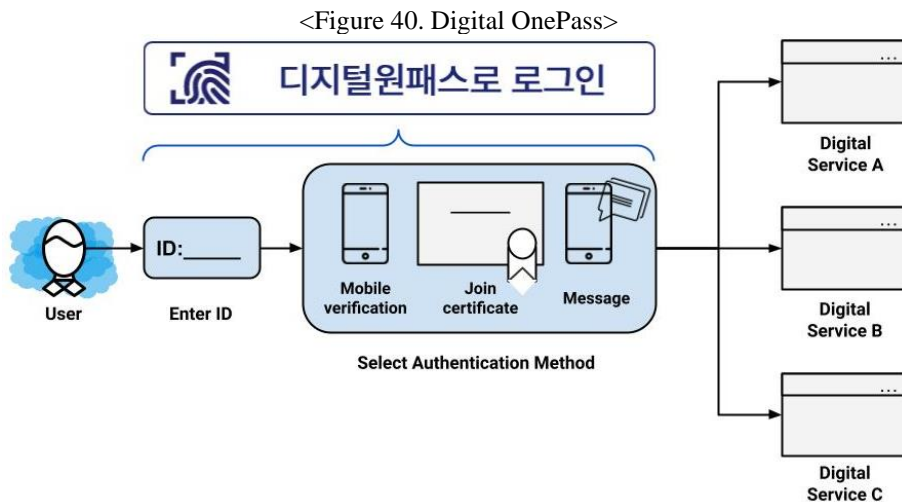 <Figure 40. Digital OnePass>
디지털원패스로 로그인
ID:_____
User
Enter ID
Mobile
verification
Join
certificate
Message
Select Authentication Method
...
Digital
Service A
...
Digital
Service B
...
Digital
Service C